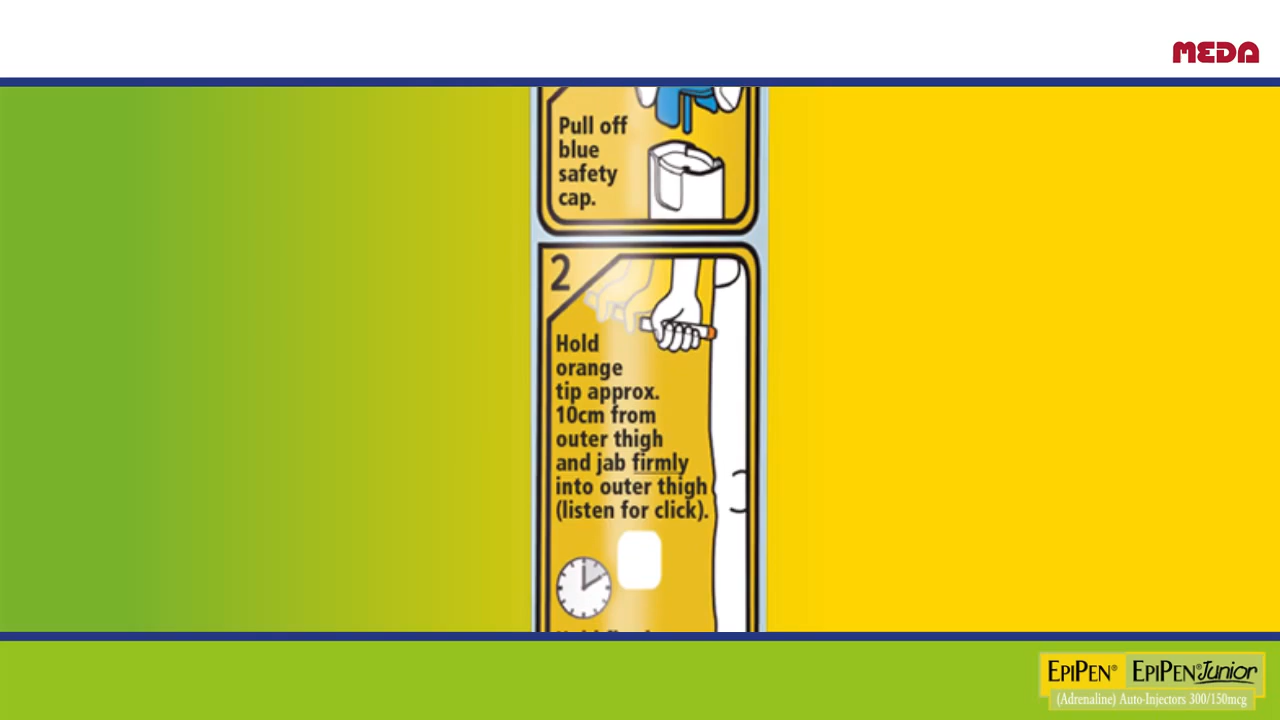 MEDA
Pull off
blue
safety
cap.
2
Hold
orange
tip approx.
10cm from
outer thigh
and jab firmly
into outer thigh
(listen for click).
EPIPEN® EPIPEN®Junior
(Adrenaline) Auto-Injectors 300/150mcg